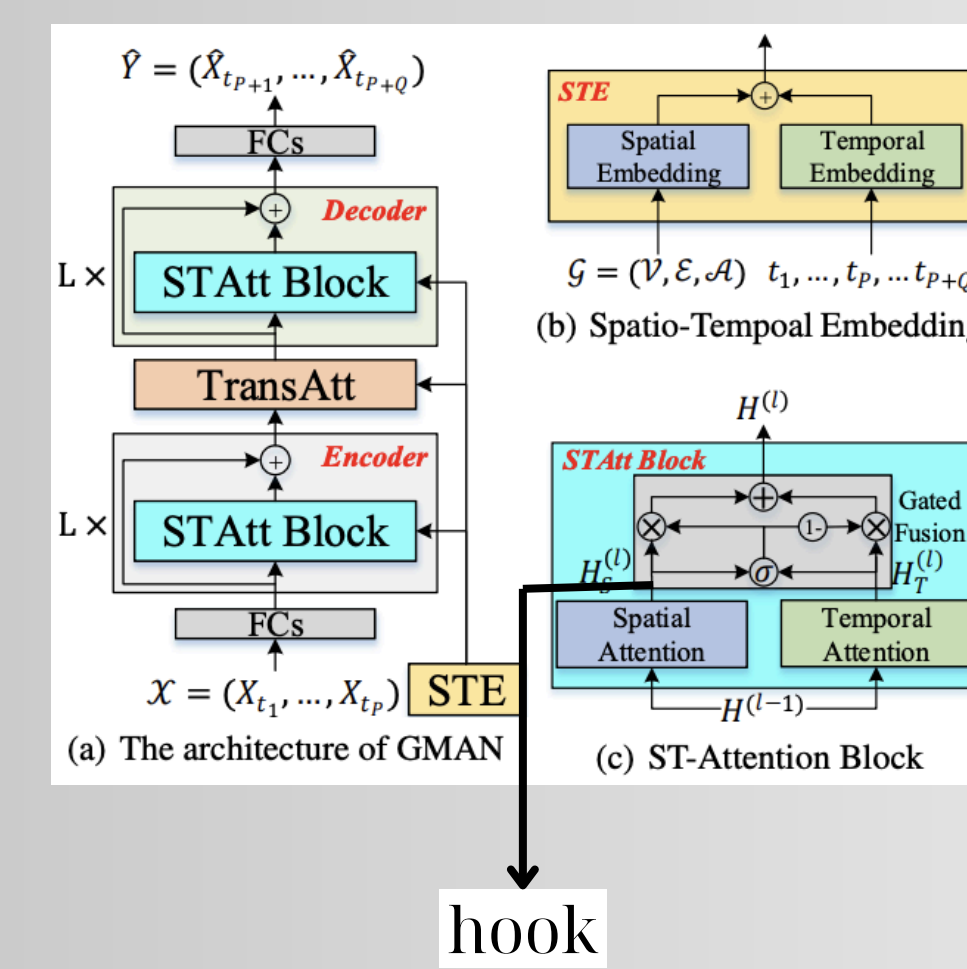 Ŷ = (X̂_{t_{P+1}}, ..., X̂_{t_{P+Q}})
FCs
Decoder
L ×
STAtt Block
TransAtt
Encoder
L ×
STAtt Block
FCs
𝒳 = (X_{t_1}, ..., X_{t_P})
STE
(a) The architecture of GMAN
STE
Spatial
Embedding
Temporal
Embedding
𝒢 = (𝒱, ℰ, 𝒜) t_1, ..., t_P, ... t_{P+Q}
(b) Spatio-Tempoal Embeddin
H^{(l)}
STAtt Block
Gated
Fusion
1-
σ
H_S^{(l)}
H_T^{(l)}
Spatial
Attention
Temporal
Attention
H^{(l−1)}
(c) ST-Attention Block
hook